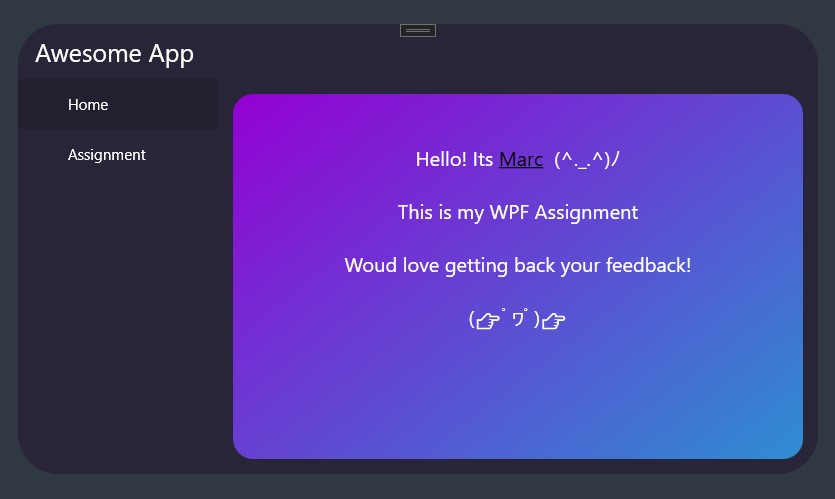 Awesome App
Home
Assignment
Hello! Its Marc (^._.^)ﾉ
This is my WPF Assignment
Woud love getting back your feedback!
(👉ﾟヮﾟ)👉